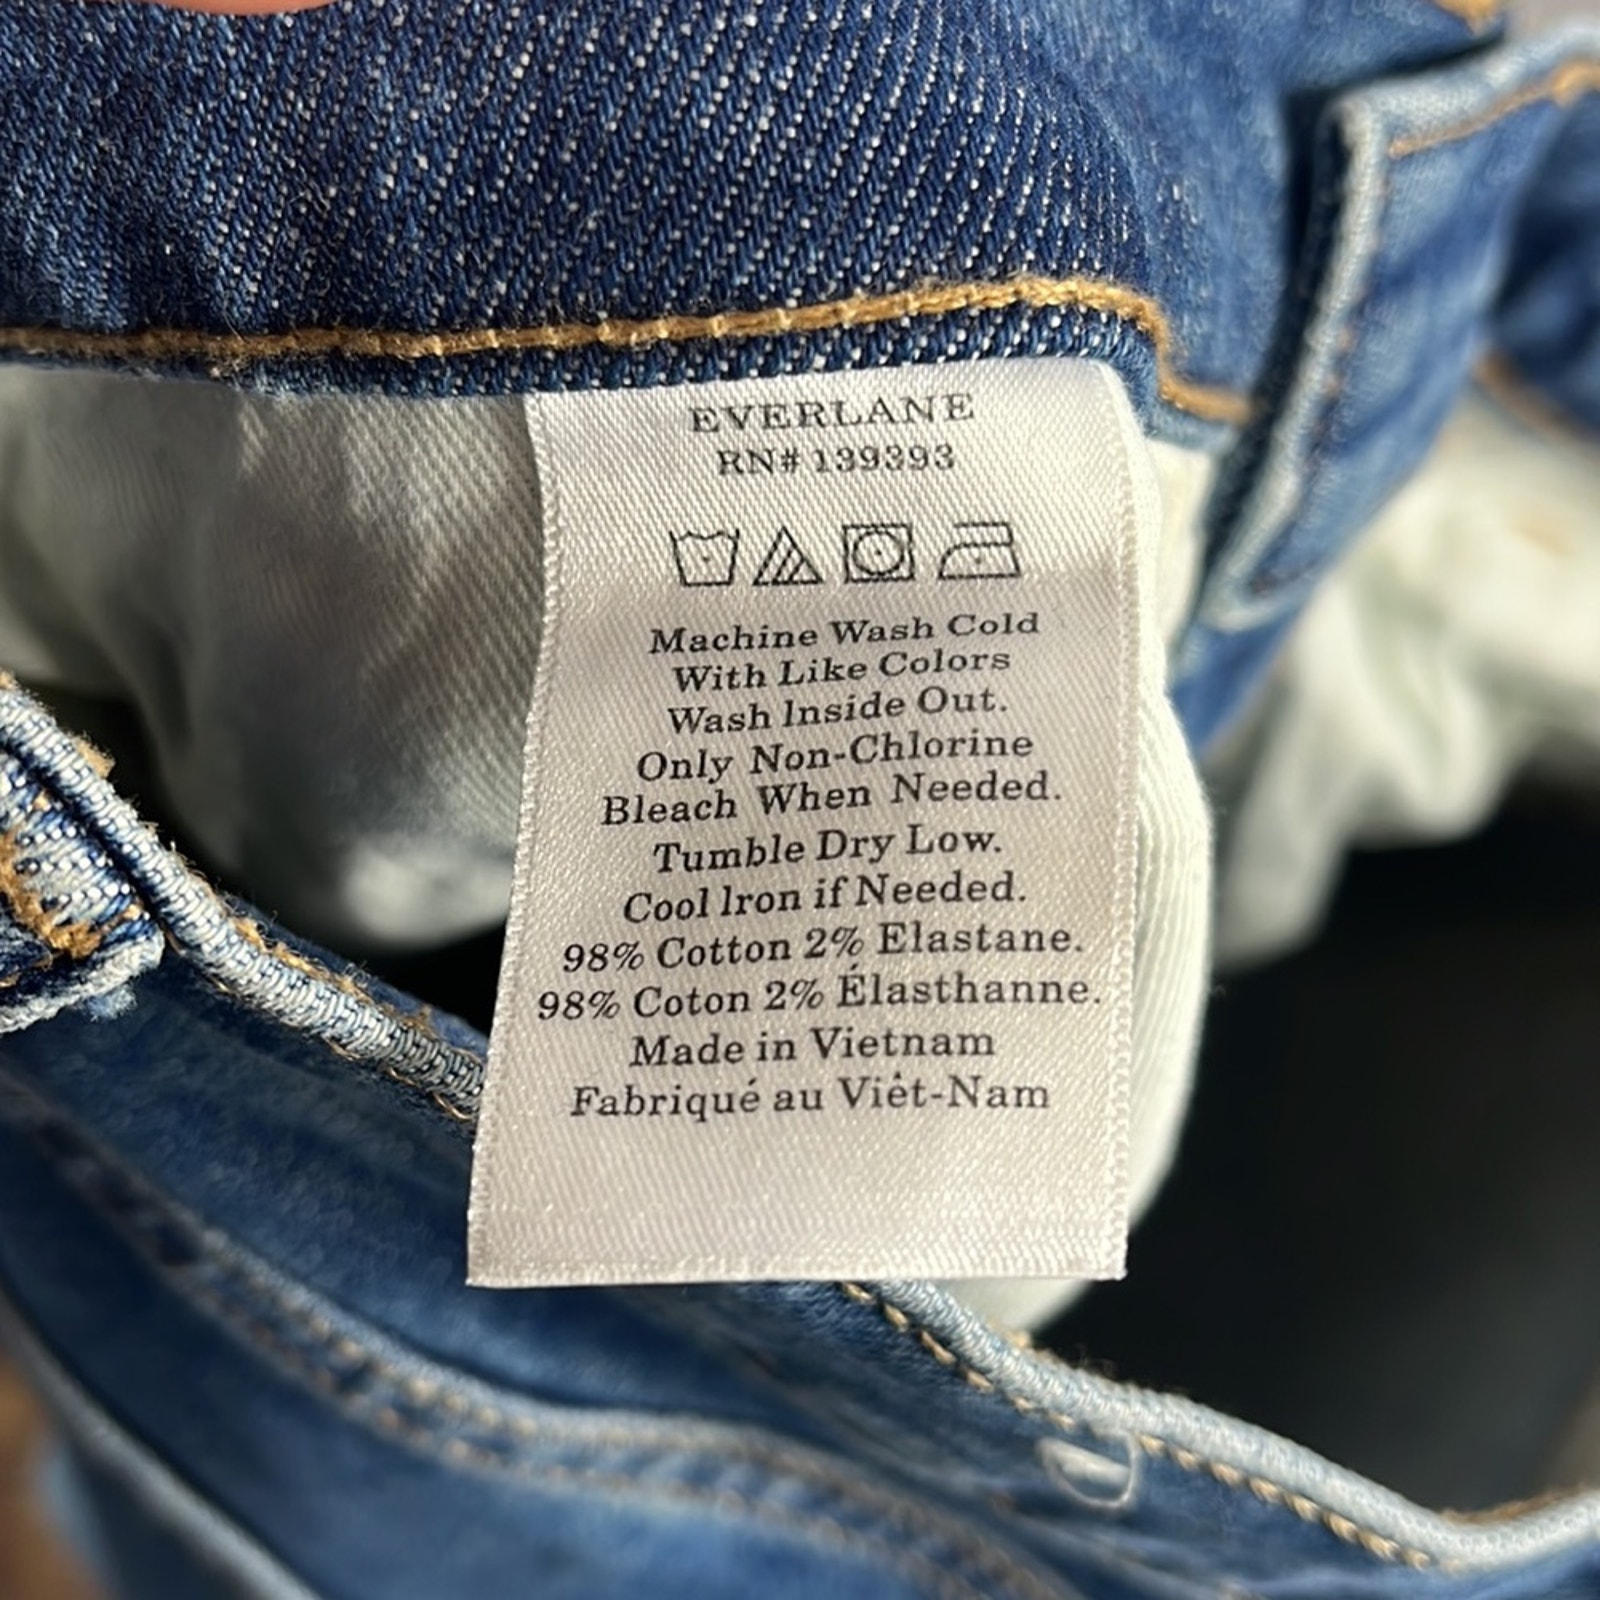 EVERLANE
RN# 139393
Machine Wash Cold
With Like Colors
Wash Inside Out.
Only Non-Chlorine
Bleach When Needed.
Tumble Dry Low.
Cool Iron if Needed.
98% Cotton 2% Elastane.
98% Coton 2% Élasthanne.
Made in Vietnam
Fabriqué au Viêt-Nam